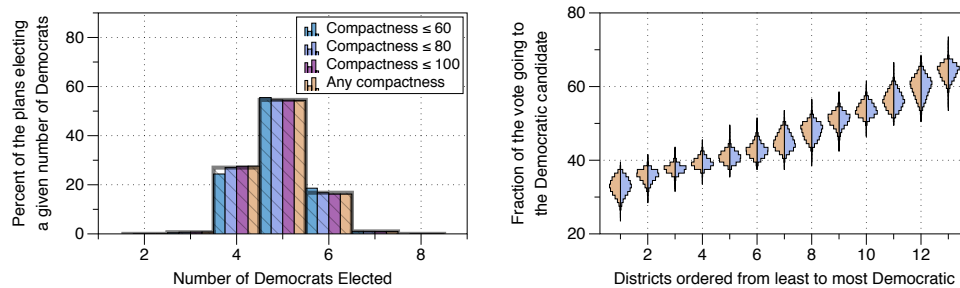 Percent of the plans electing
a given number of Democrats
80
60
40
20
0
2
4
6
8
Number of Democrats Elected
Compactness ≤ 60
Compactness ≤ 80
Compactness ≤ 100
Any compactness
Fraction of the vote going to
the Democratic candidate
80
60
40
20
2
4
6
8
10
12
Districts ordered from least to most Democratic